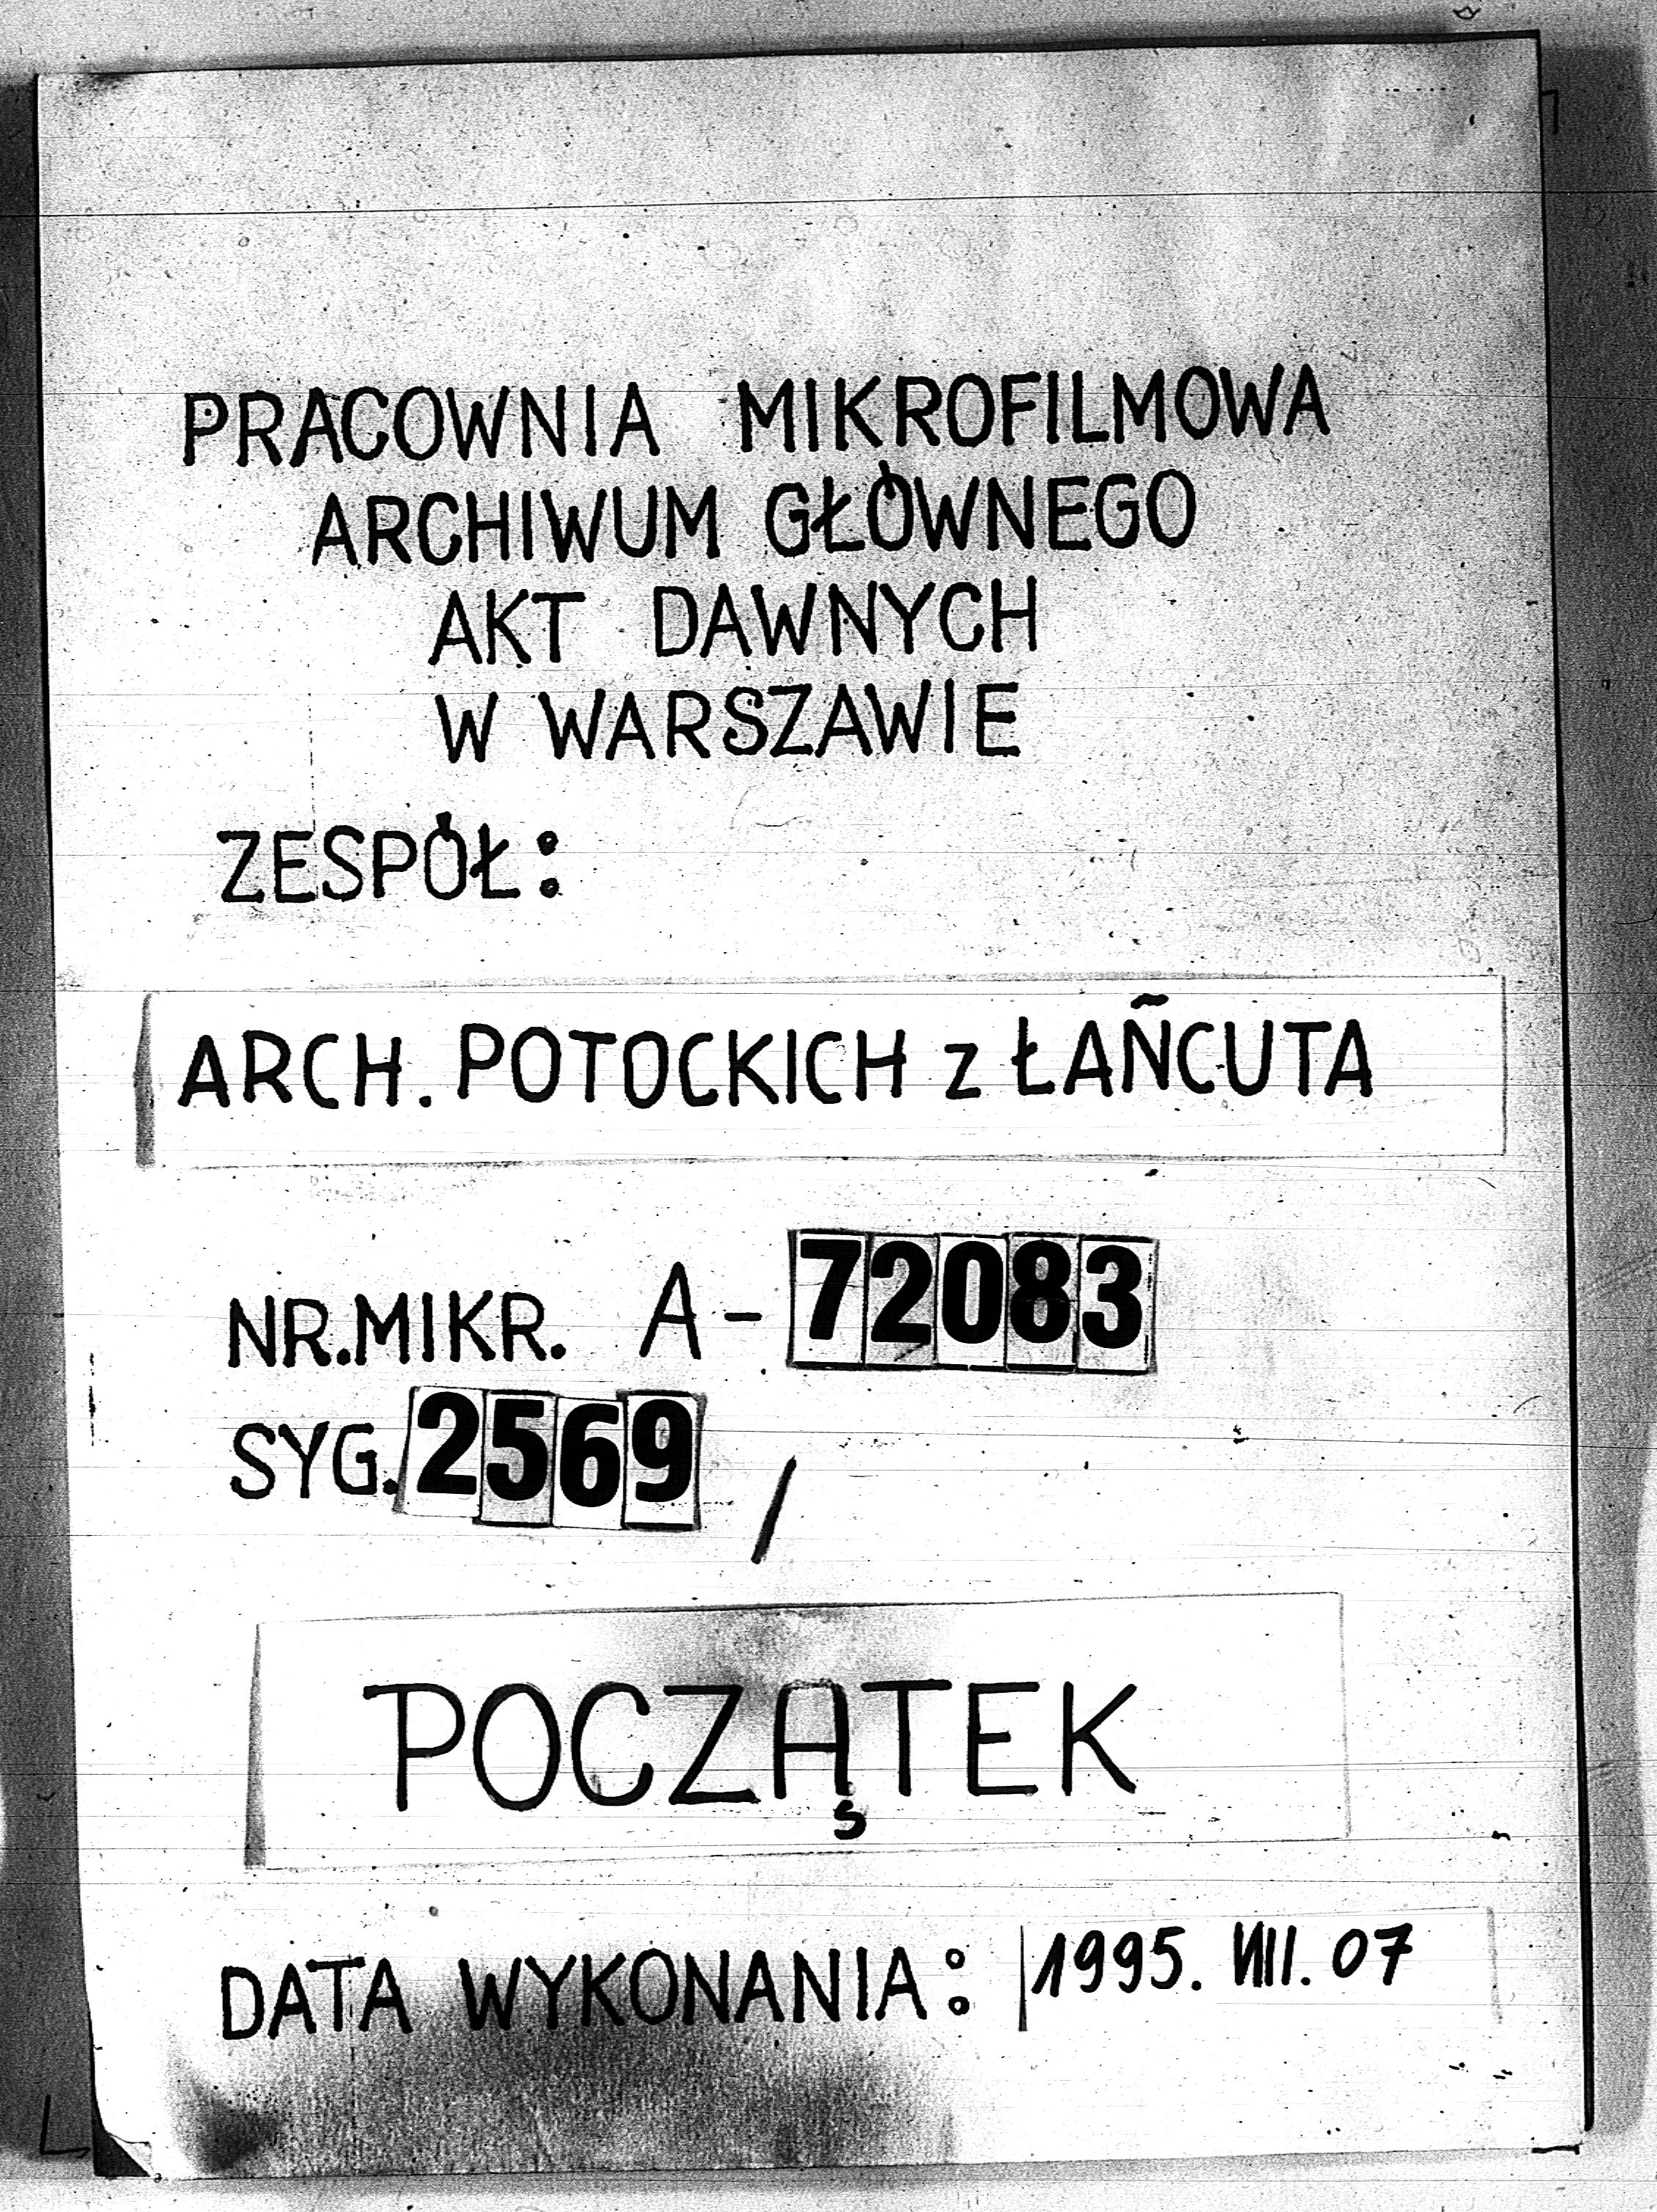 PRACOWNIA MIKROFILMOWA
ARCHIWUM GŁÓWNEGO
AKT DAWNYCH
W WARSZAWIE
ZESPÓŁ:
ARCH. POTOCKICH z ŁAŃCUTA
NR.MIKR. A-72083
SYG. 2569 /
POCZĄTEK
DATA WYKONANIA: 1995. VIII. 07